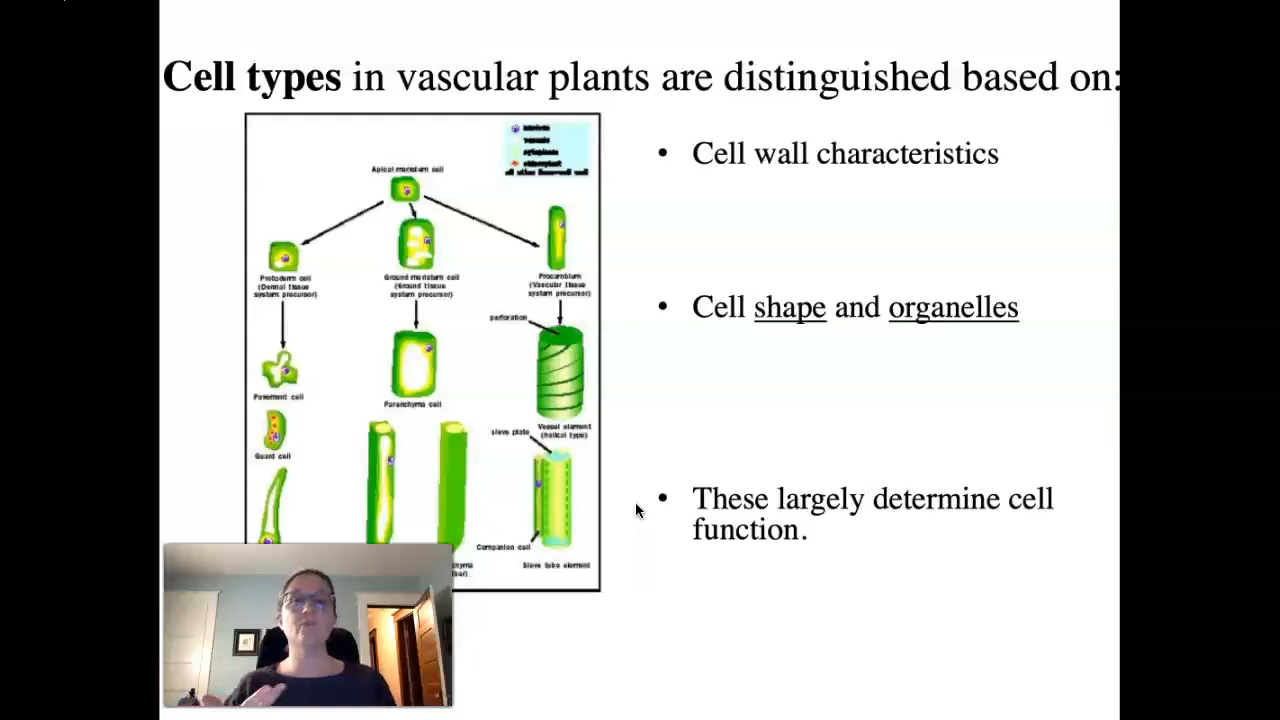 Cell types in vascular plants are distinguished based on:
Cell wall characteristics
Cell shape and organelles
These largely determine cell
function.
Apical meristem cell
Protoderm cell
(Dermal tissue
system precursor)
Ground meristem cell
(Ground tissue
system precursor)
Procambium
(Vascular tissue
system precursor)
perforation
Pavement cell
Parenchyma cell
Vessel element
(helical type)
sieve plate
Guard cell
Companion cell
Sieve tube element